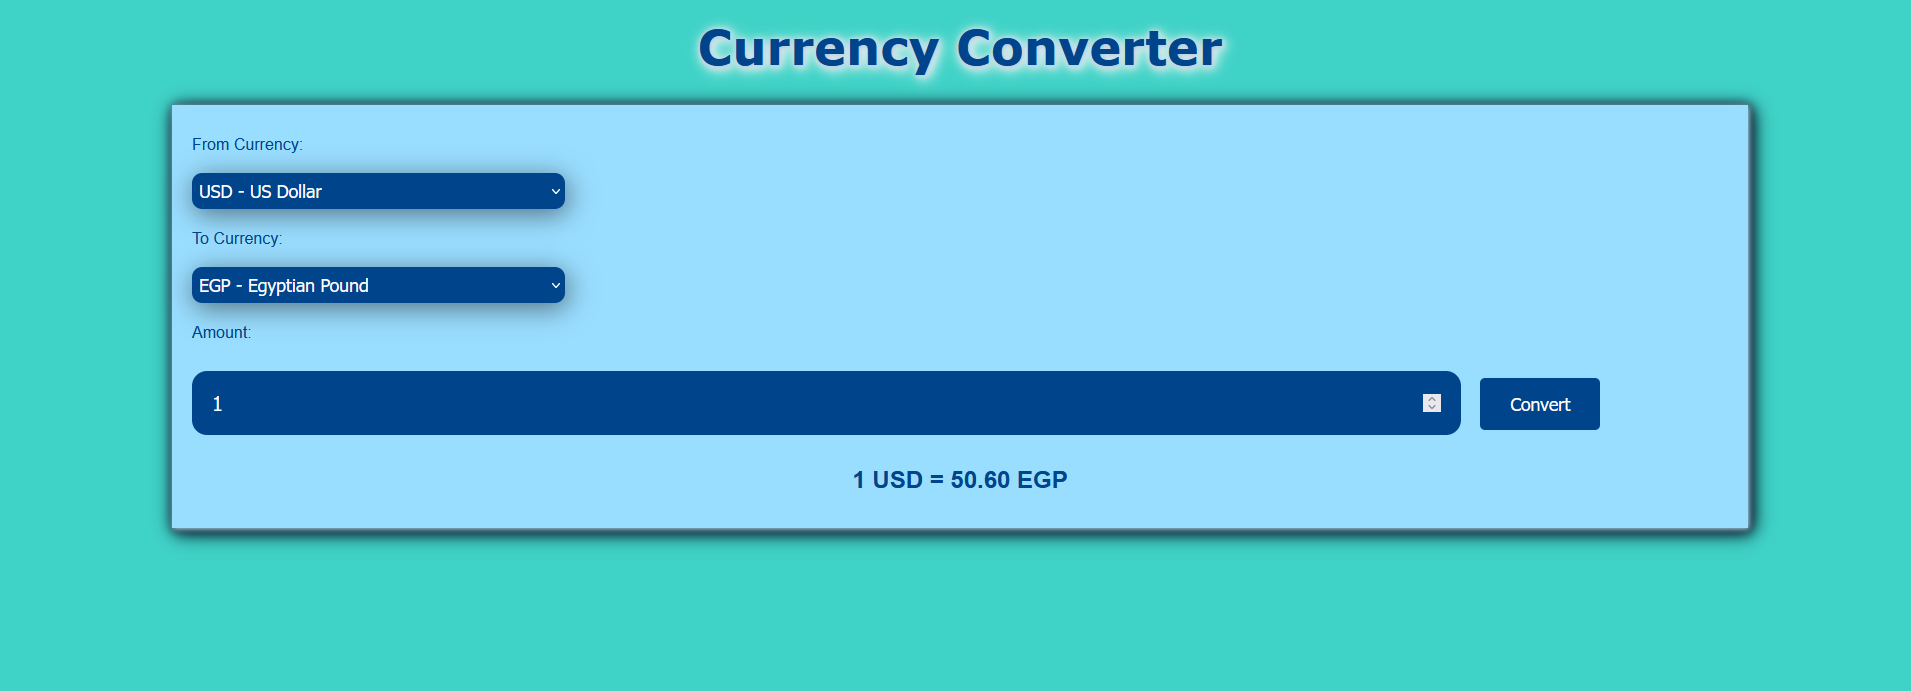 Currency Converter
From Currency:
USD - US Dollar
To Currency:
EGP - Egyptian Pound
Amount:
1
Convert
1 USD = 50.60 EGP